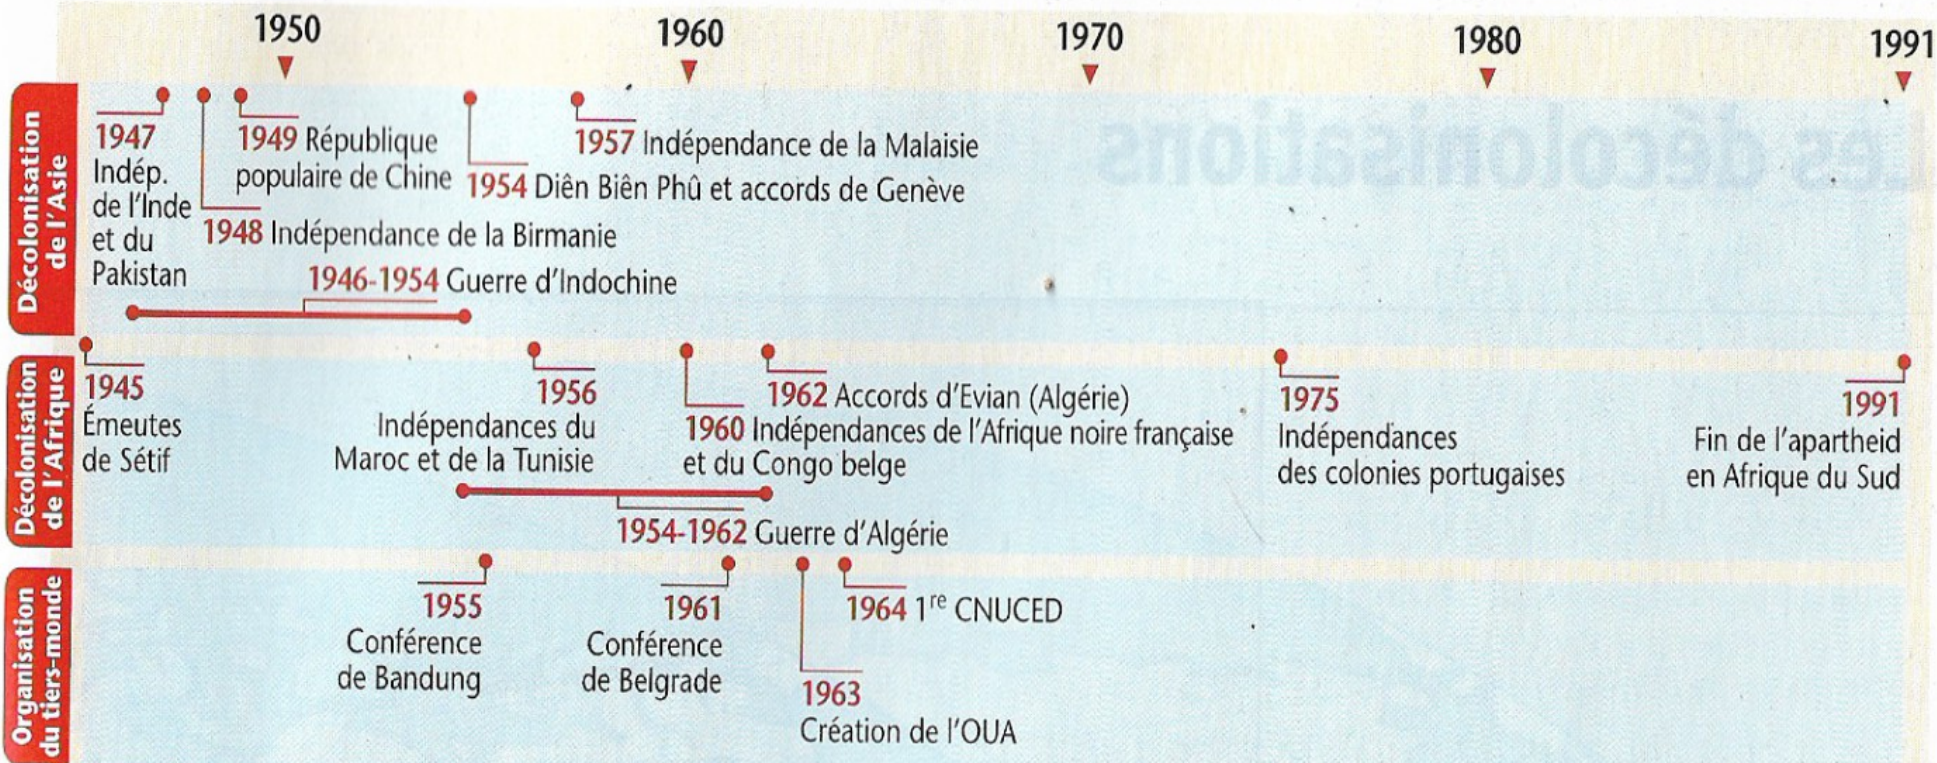 1950
1960
1970
1980
1991
Décolonisation
de l'Asie
1947
Indép.
de l'Inde
et du
Pakistan
1949 République
populaire de Chine
1948 Indépendance de la Birmanie
1954 Diên Biên Phû et accords de Genève
1957 Indépendance de la Malaisie
1946-1954 Guerre d'Indochine
Décolonisation
de l'Afrique
1945
Émeutes
de Sétif
1956
Indépendances du
Maroc et de la Tunisie
1962 Accords d'Evian (Algérie)
1960 Indépendances de l'Afrique noire française
et du Congo belge
1954-1962 Guerre d'Algérie
1975
Indépendances
des colonies portugaises
1991
Fin de l'apartheid
en Afrique du Sud
Organisation
du tiers-monde
1955
Conférence
de Bandung
1961
Conférence
de Belgrade
1964 1re CNUCED
1963
Création de l'OUA
Les décolonisations